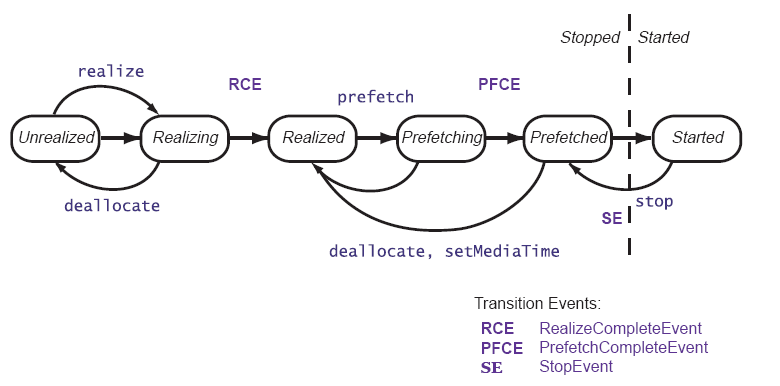 Stopped Started
realize
RCE
PFCE
prefetch
Unrealized Realizing Realized Prefetching Prefetched Started
deallocate
stop
SE
deallocate, setMediaTime
Transition Events:
RCE RealizeCompleteEvent
PFCE PrefetchCompleteEvent
SE StopEvent